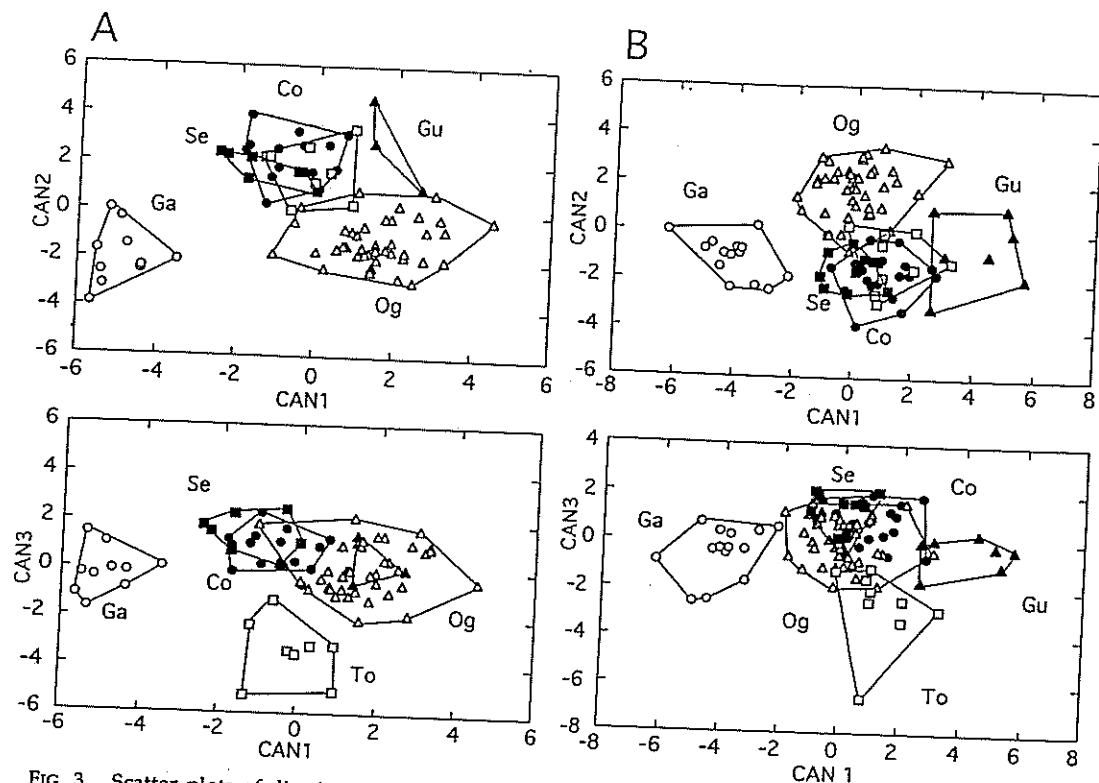 A
6
4
2
0
-2
-4
-6
CAN2
Co
Se
Gu
Ga
Og
-6 -4 -2 0 2 4 6
CAN1
B
6
4
2
0
-2
-4
-6
CAN2
Og
Ga
Gu
Se
Co
-8 -6 -4 -2 0 2 4 6 8
CAN1
6
4
2
0
-2
-4
-6
CAN3
Se
Co
Ga
Og
To
-6 -4 -2 0 2 4 6
CAN1
4
2
0
-2
-4
-6
-8
CAN3
Se
Co
Ga
Gu
Og
To
-8 -6 -4 -2 0 2 4 6 8
CAN 1
FIG. 3. Scatter plots of